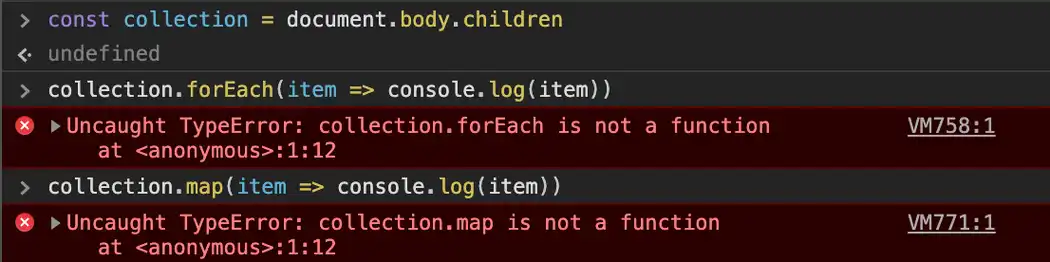 const collection = document.body.children
undefined
collection.forEach(item => console.log(item))
Uncaught TypeError: collection.forEach is not a function VM758:1
at <anonymous>:1:12
collection.map(item => console.log(item))
Uncaught TypeError: collection.map is not a function VM771:1
at <anonymous>:1:12